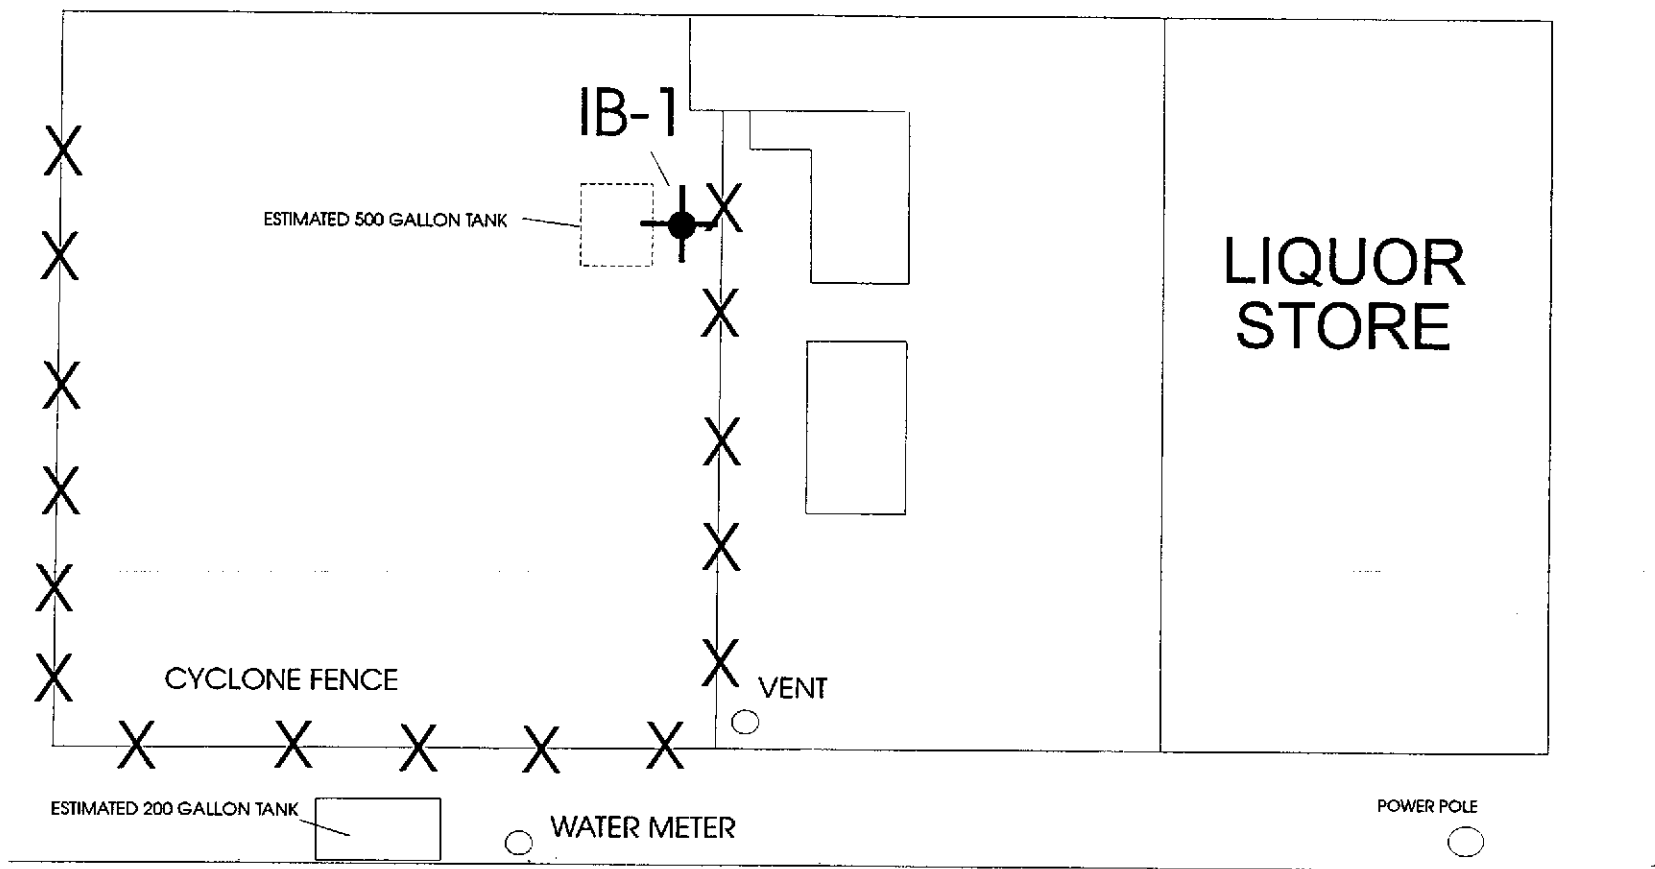 IB-1
ESTIMATED 500 GALLON TANK
LIQUOR
STORE
CYCLONE FENCE
VENT
ESTIMATED 200 GALLON TANK
WATER METER
POWER POLE